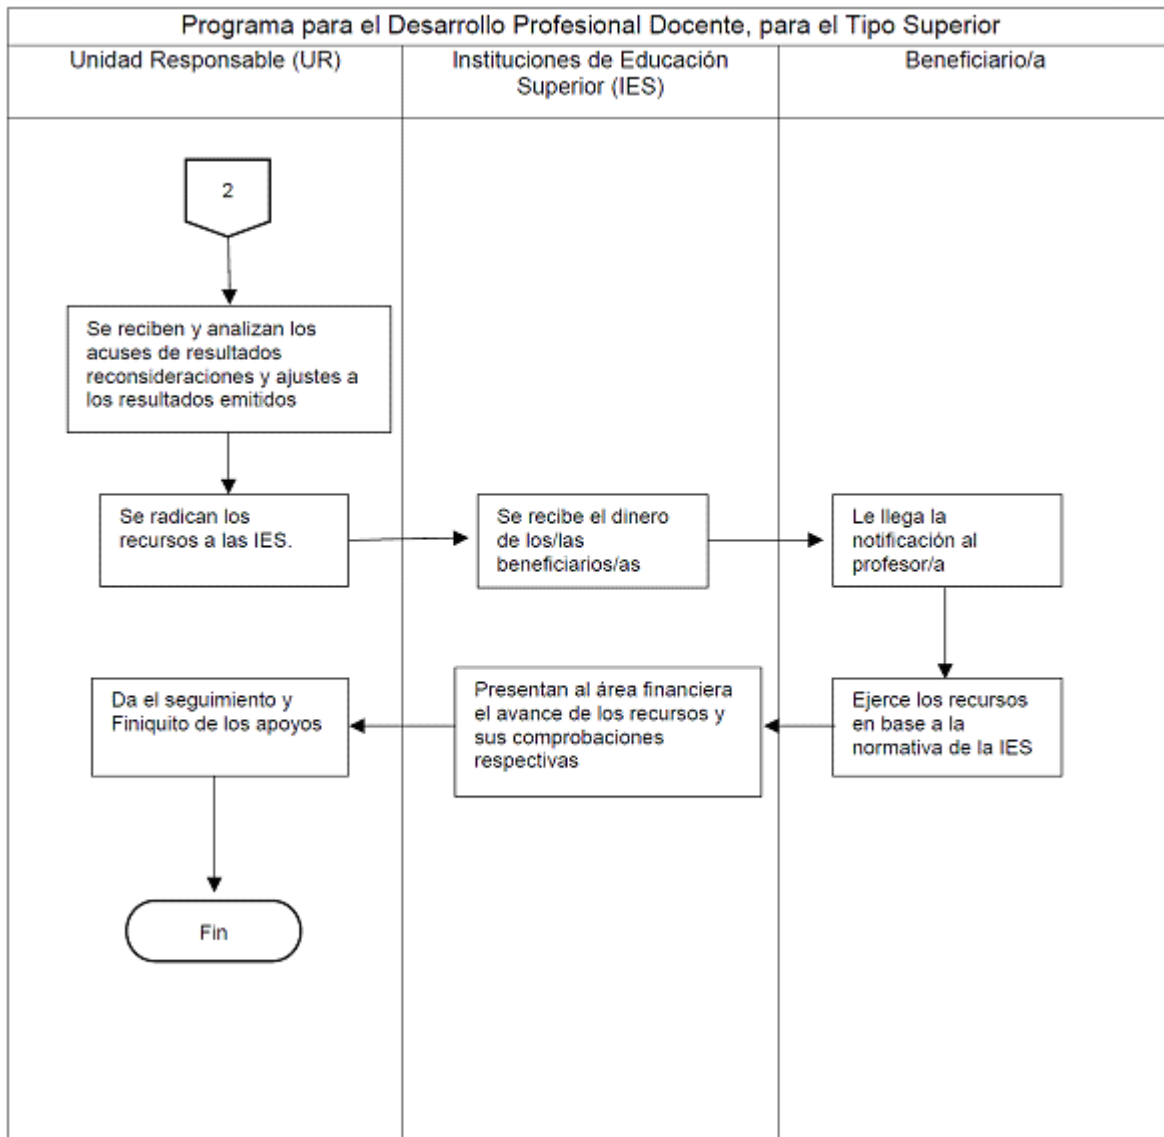 Programa para el Desarrollo Profesional Docente, para el Tipo Superior
Unidad Responsable (UR)
Instituciones de Educación
Superior (IES)
Beneficiario/a
2
Se reciben y analizan los
acuses de resultados
reconsideraciones y ajustes a
los resultados emitidos
Se radican los
recursos a las IES.
Se recibe el dinero
de los/las
beneficiarios/as
Le llega la
notificación al
profesor/a
Da el seguimiento y
Finiquito de los apoyos
Presentan al área financiera
el avance de los recursos y
sus comprobaciones
respectivas
Ejerce los recursos
en base a la
normativa de la IES
Fin